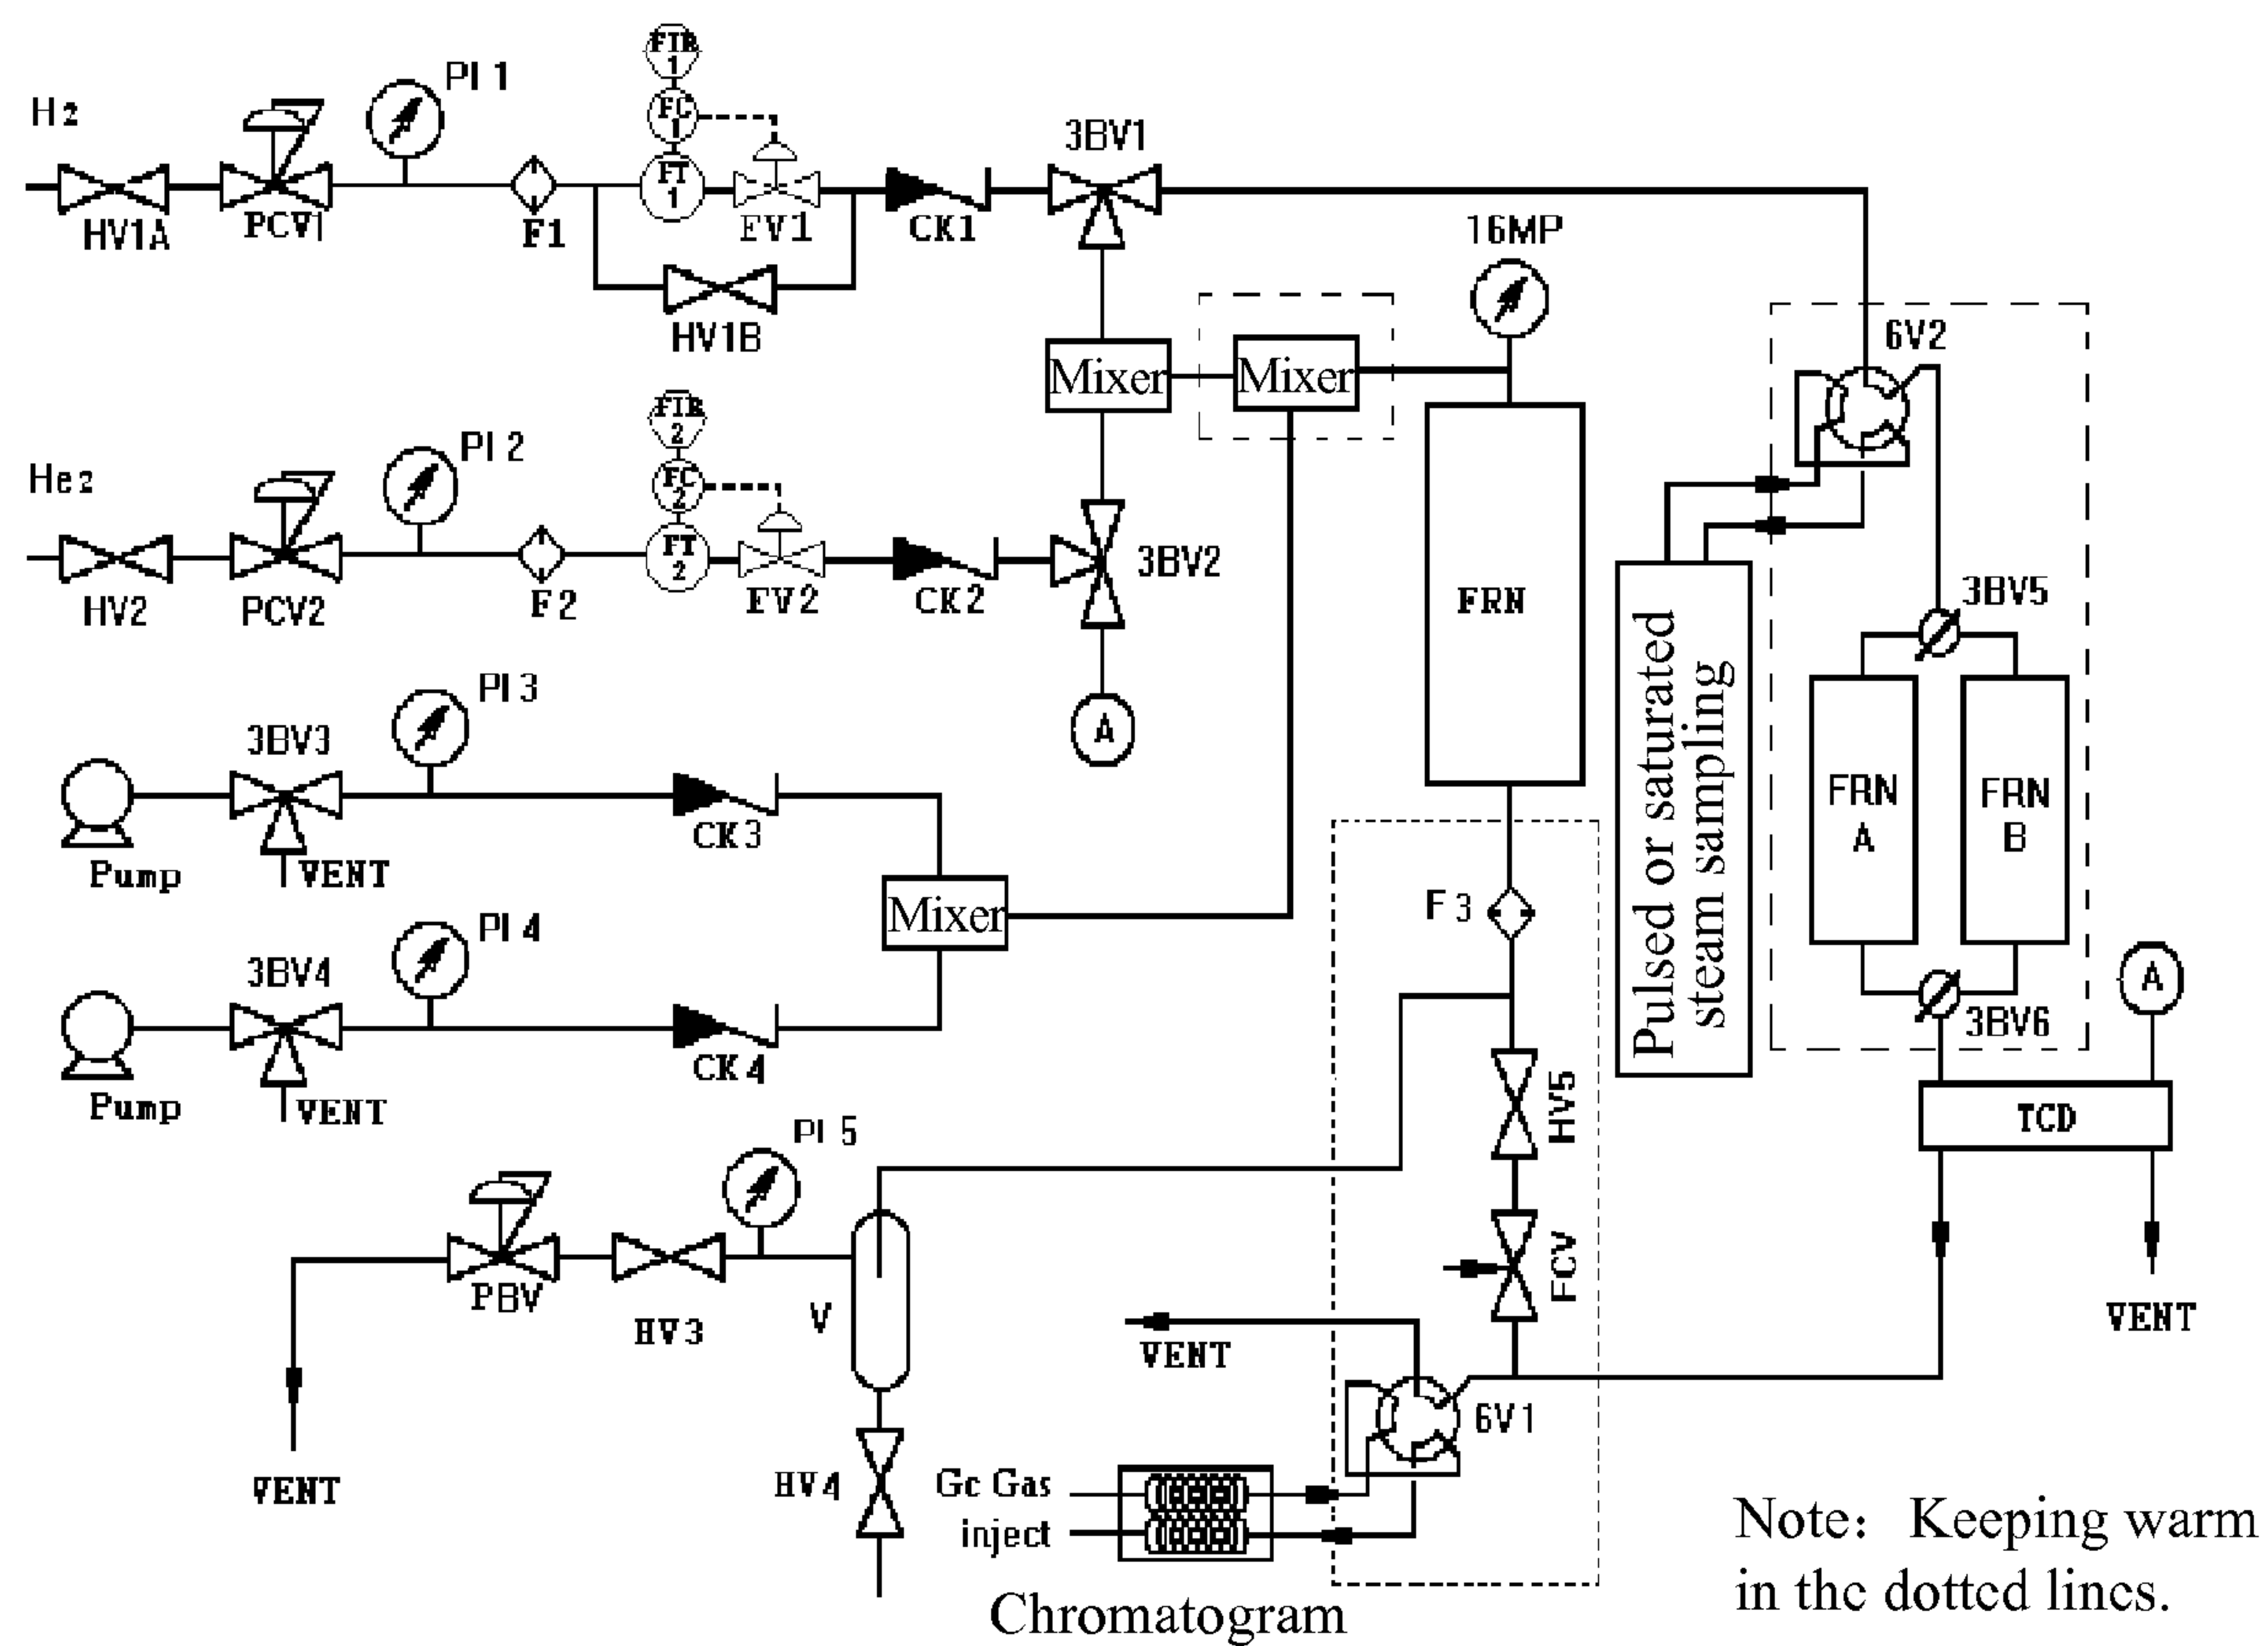 H2
HV1A
PCV1
PI 1
F1
FIR
1
FC
1
FT
1
FV1
HV1B
CK1
3BV1
16MP
6V2
Mixer
Mixer
He2
HV2
PCV2
PI 2
F2
FIR
2
FC
2
FT
2
FV2
CK2
3BV2
A
FRN
Pulsed or saturated
steam sampling
3BV5
FRN
A
FRN
B
3BV6
A
TCD
VENT
Pump
3BV3
VENT
PI 3
CK3
Mixer
Pump
3BV4
VENT
PI 4
CK4
F 3
HV5
FCV
PI 5
PBV
HV3
V
VENT
HV4
VENT
6V1
Gc Gas
inject
Chromatogram
Note: Keeping warm
in the dotted lines.